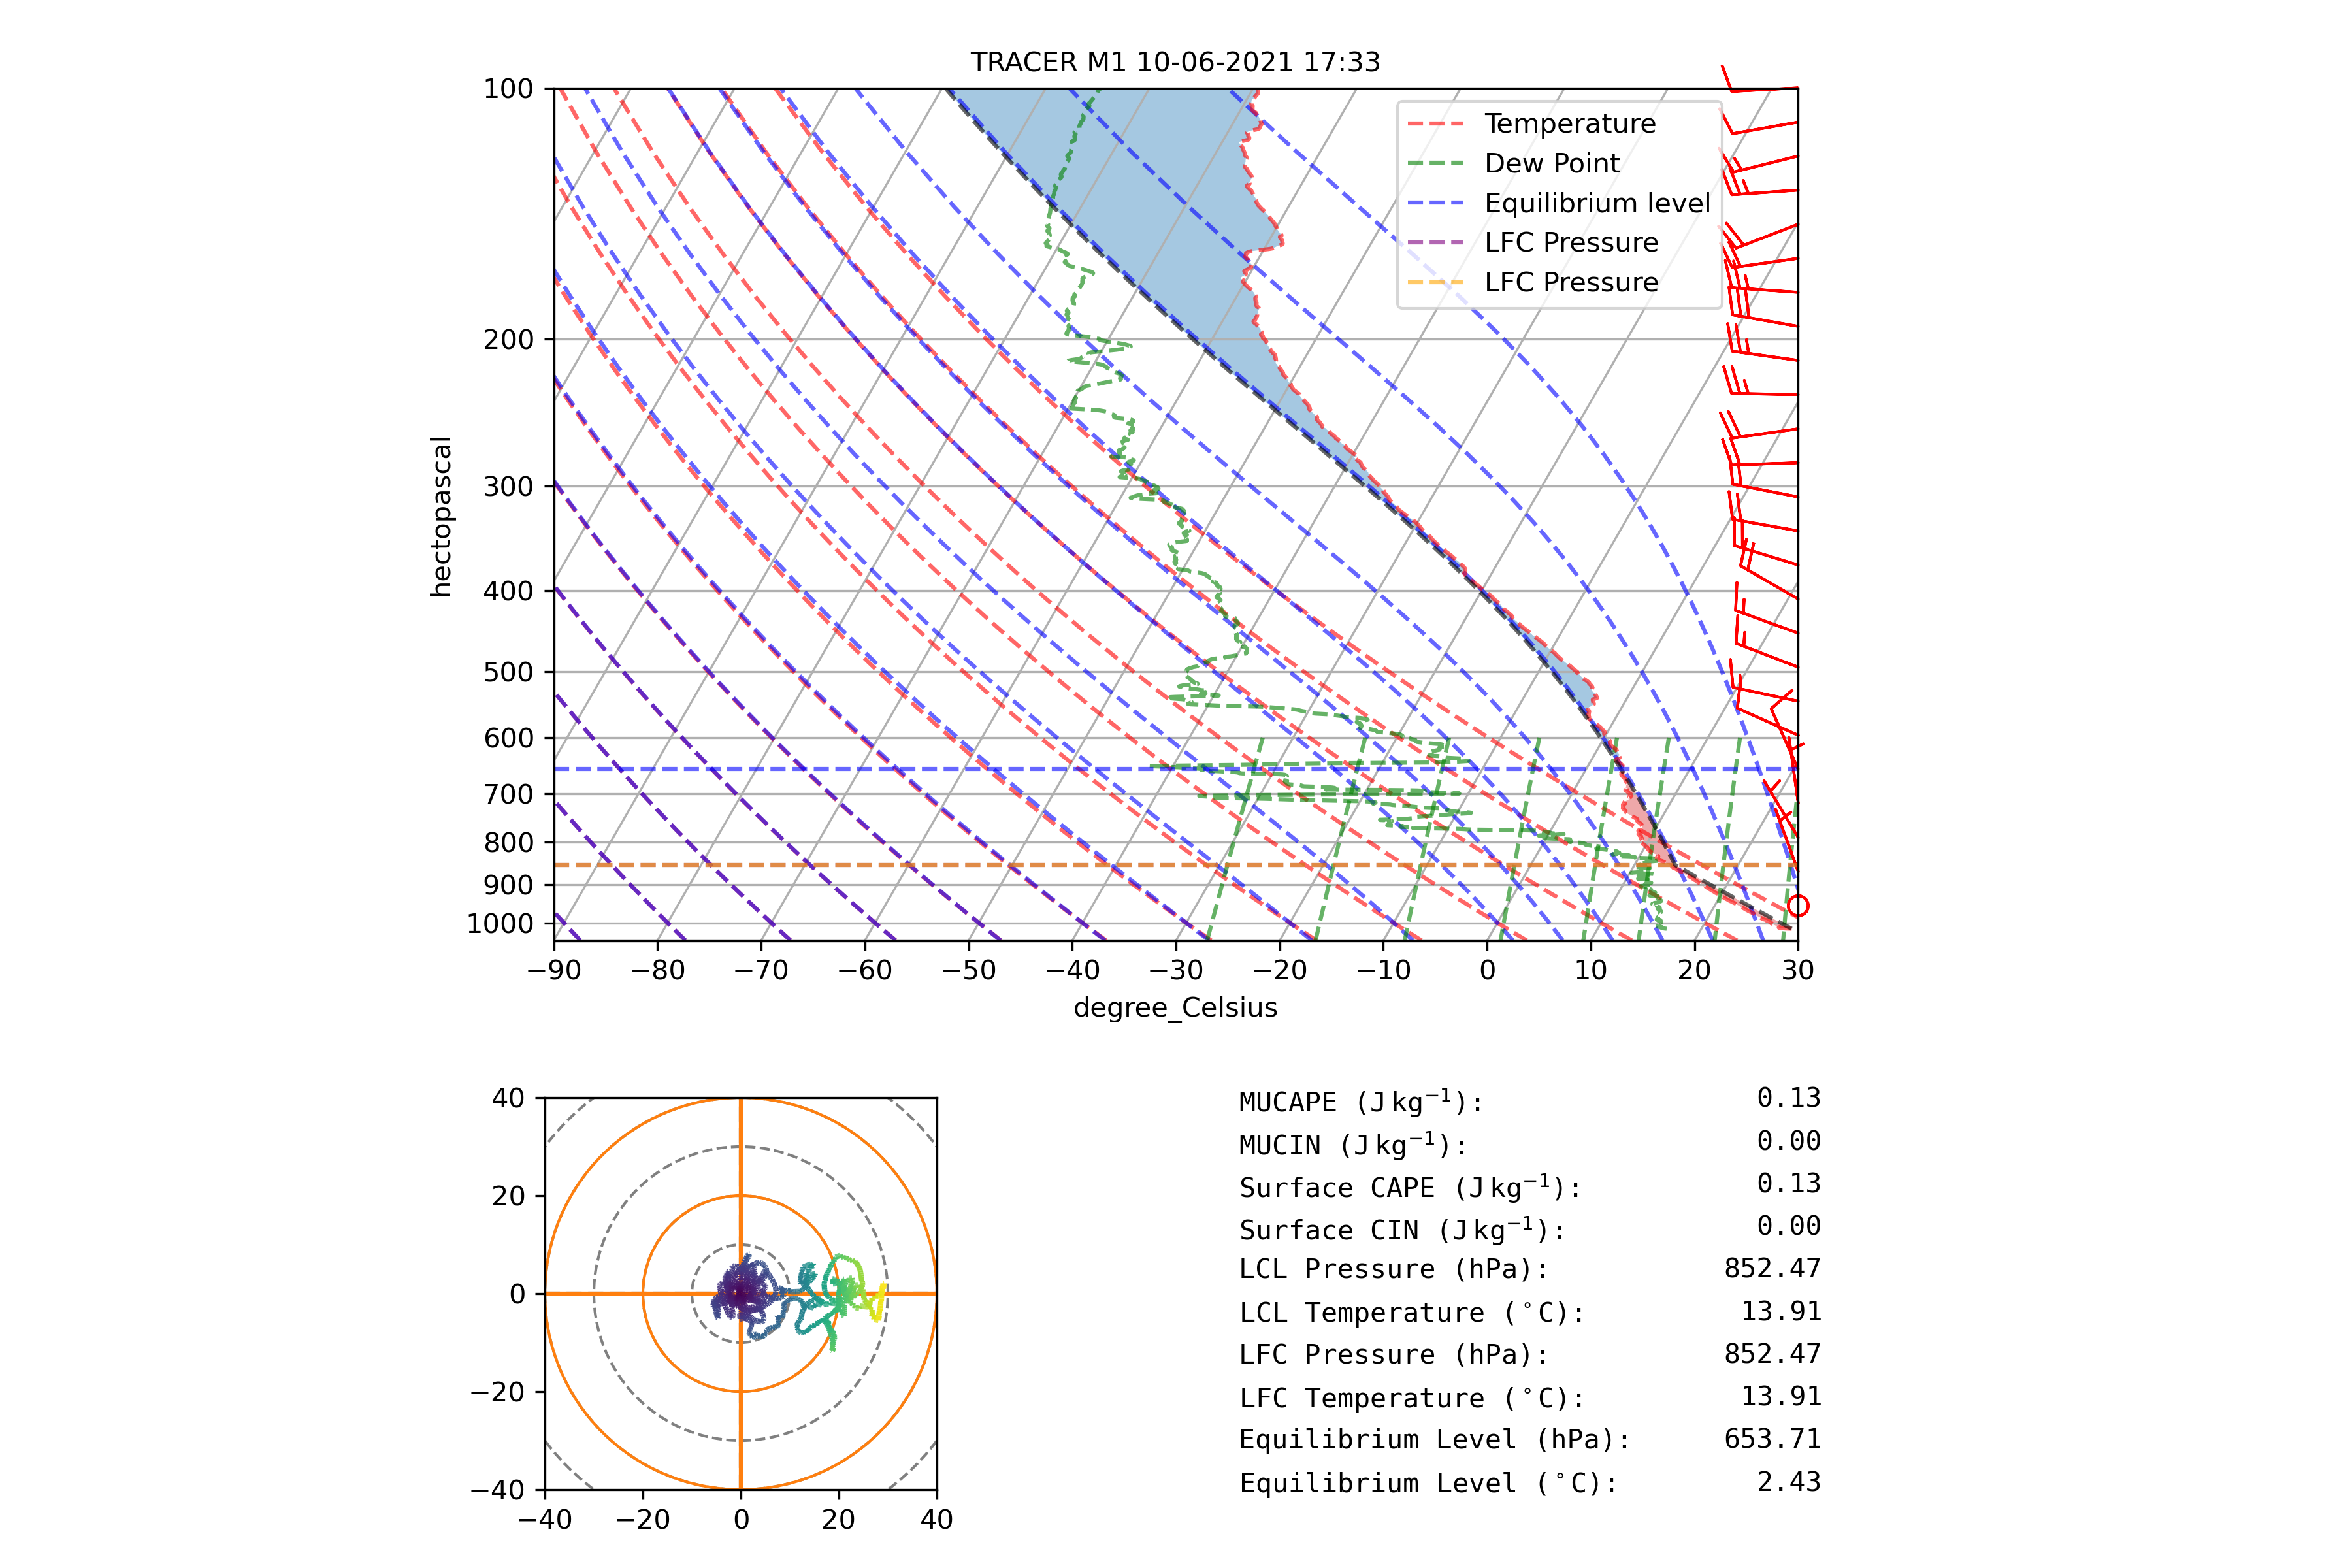 TRACER M1 10-06-2021 17:33
100
200
300
400
500
600
700
800
900
1000
hectopascal
Temperature
Dew Point
Equilibrium level
LFC Pressure
LFC Pressure
−90 −80 −70 −60 −50 −40 −30 −20 −10 0 10 20 30
degree_Celsius
40
20
0
−20
−40
−40 −20 0 20 40
MUCAPE (J kg⁻¹): 0.13
MUCIN (J kg⁻¹): 0.00
Surface CAPE (J kg⁻¹): 0.13
Surface CIN (J kg⁻¹): 0.00
LCL Pressure (hPa): 852.47
LCL Temperature (°C): 13.91
LFC Pressure (hPa): 852.47
LFC Temperature (°C): 13.91
Equilibrium Level (hPa): 653.71
Equilibrium Level (°C): 2.43